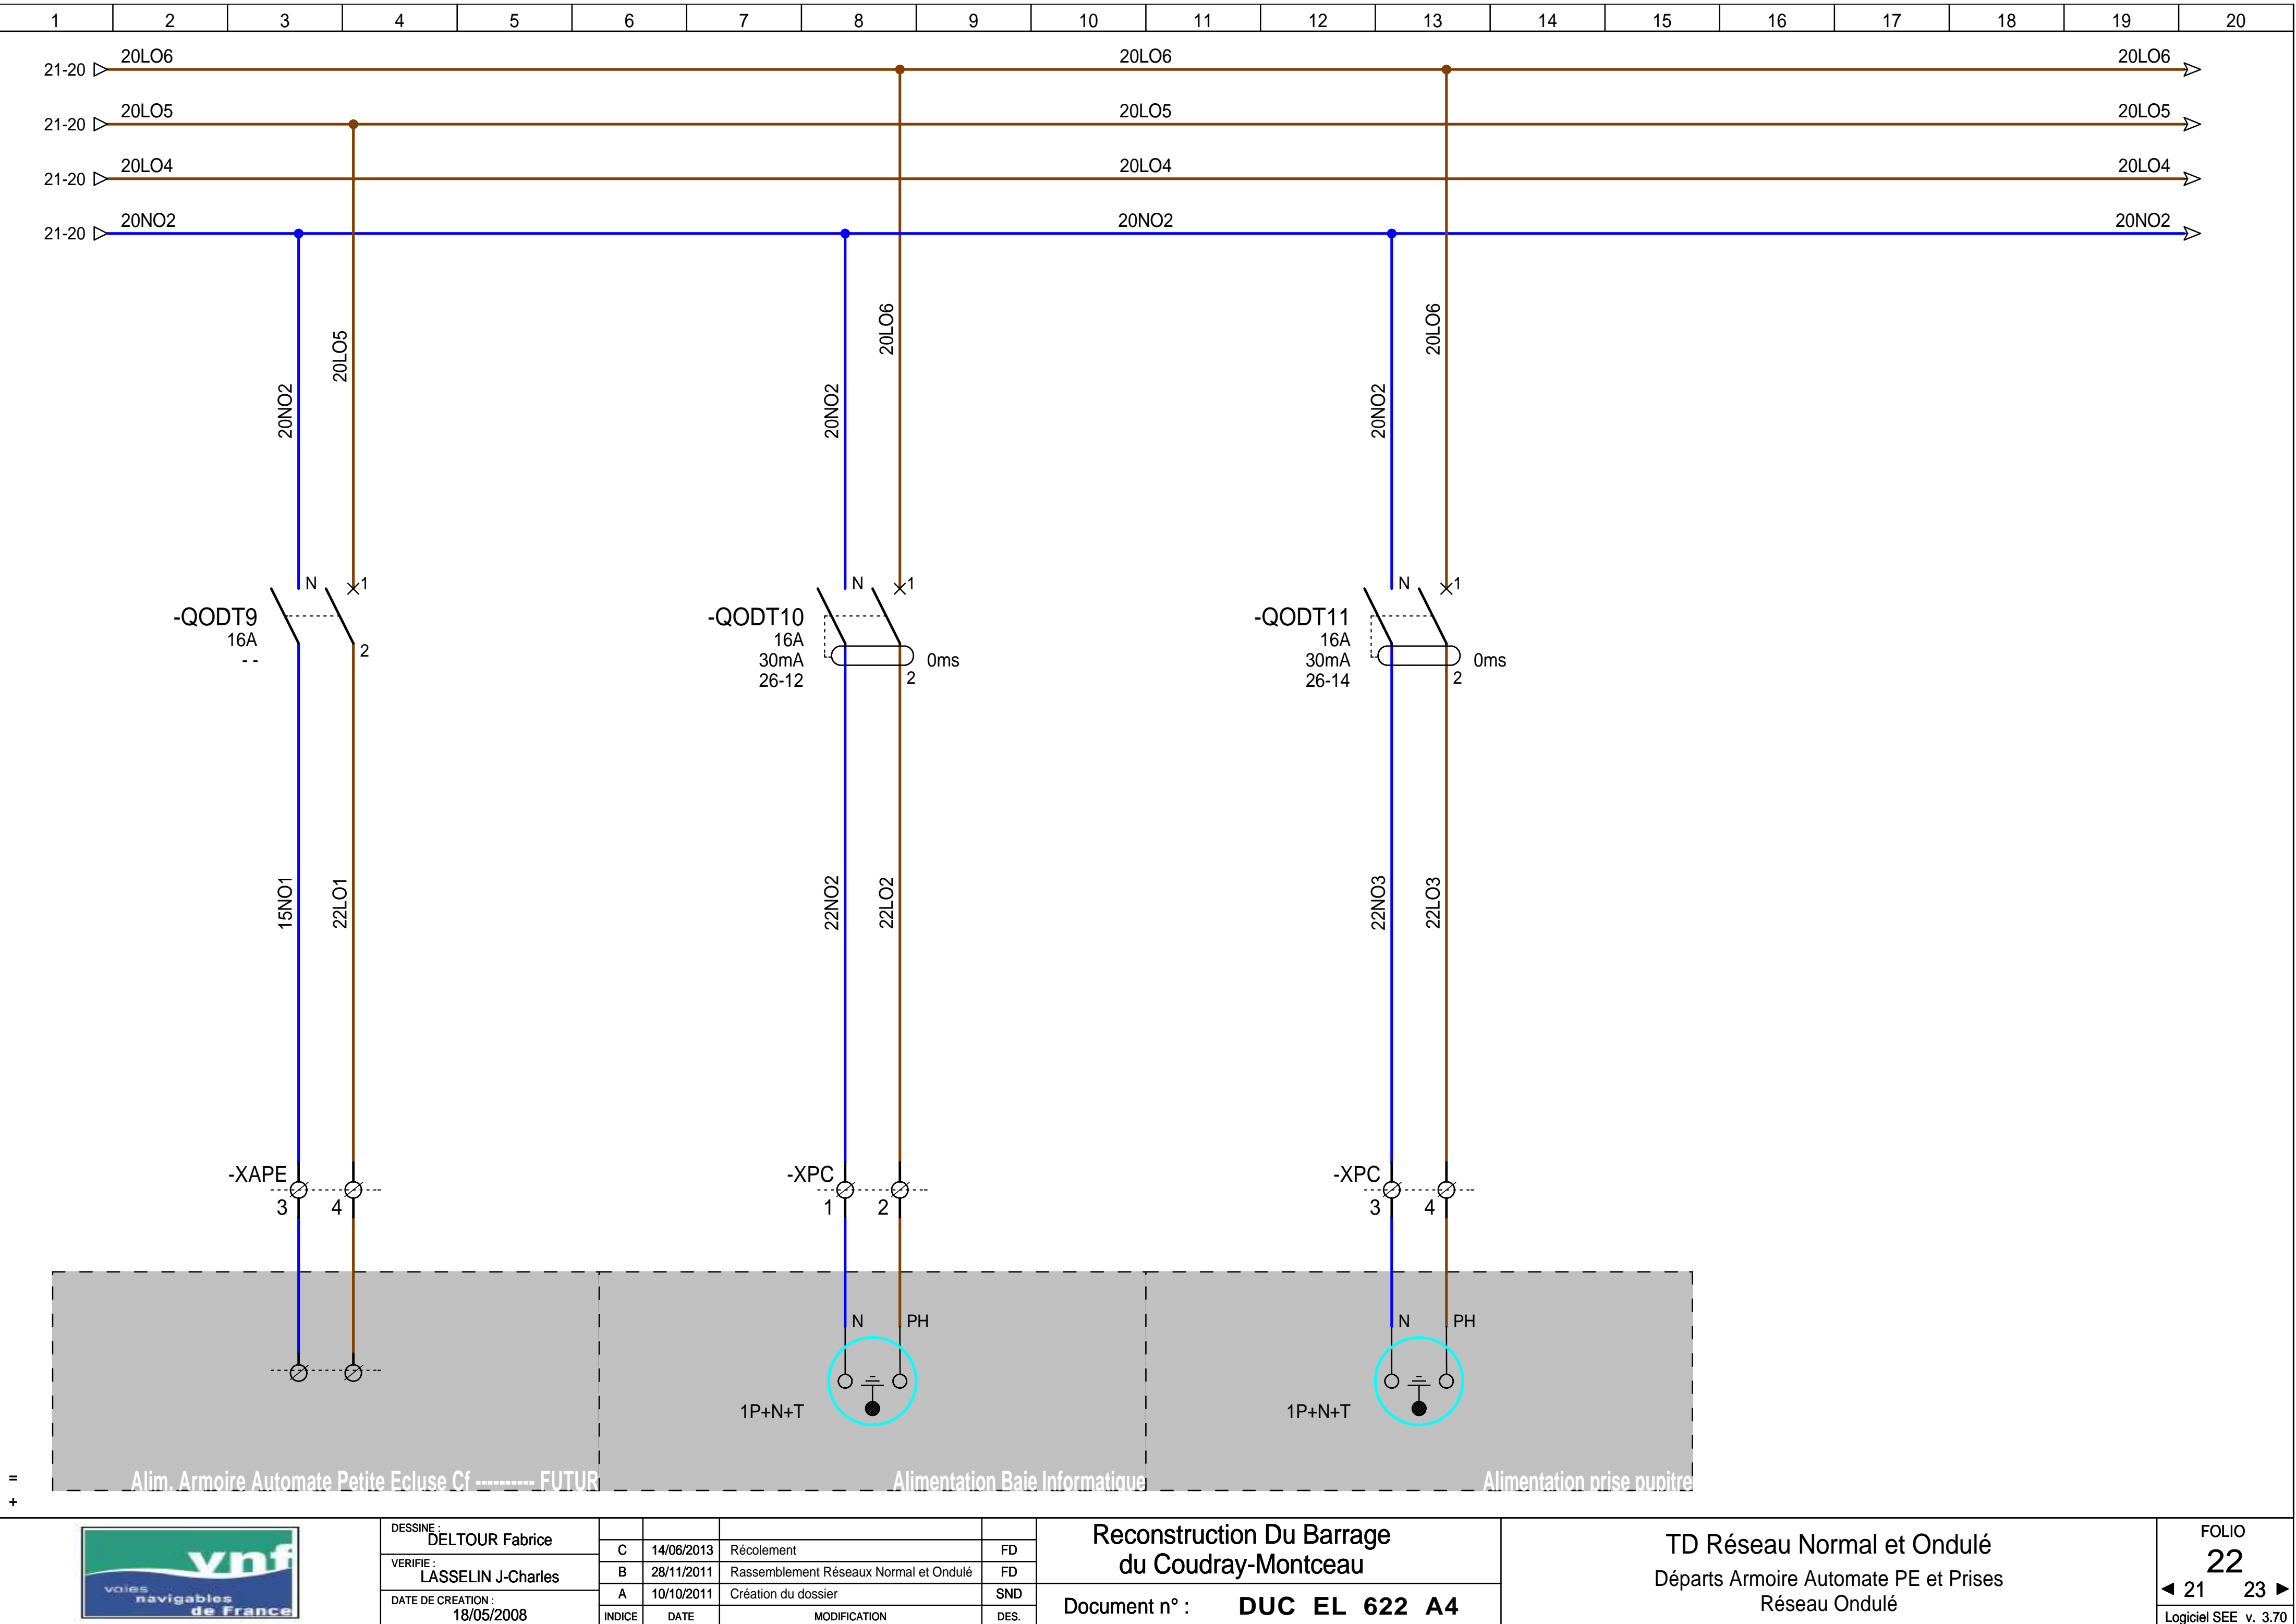 1 2 3 4 5 6 7 8 9 10 11 12 13 14 15 16 17 18 19 20
21-20 20LO6 20LO6 20LO6
21-20 20LO5 20LO5 20LO5
21-20 20LO4 20LO4 20LO4
21-20 20NO2 20NO2 20NO2
20NO2 20LO5 20NO2 20LO6 20NO2 20LO6
N 1 N 1 N 1
-QODT9 -QODT10 -QODT11
16A 16A 16A
- - 2 30mA 0ms 30mA 0ms
26-12 2 26-14 2
15NO1 22LO1 22NO2 22LO2 22NO3 22LO3
-XAPE -XPC -XPC
3 4 1 2 3 4
N PH N PH
1P+N+T 1P+N+T
Alim. Armoire Automate Petite Ecluse Cf ---------- FUTUR Alimentation Baie Informatique Alimentation prise pupitre
=
+
vnf
voies
navigables
de France
DESSINE :
DELTOUR Fabrice
VERIFIE :
LASSELIN J-Charles
DATE DE CREATION :
18/05/2008
C 14/06/2013 Récolement FD
B 28/11/2011 Rassemblement Réseaux Normal et Ondulé FD
A 10/10/2011 Création du dossier SND
INDICE DATE MODIFICATION DES.
Reconstruction Du Barrage
du Coudray-Montceau
Document n° : DUC EL 622 A4
TD Réseau Normal et Ondulé
Départs Armoire Automate PE et Prises
Réseau Ondulé
FOLIO
22
◄ 21 23 ►
Logiciel SEE v. 3.70